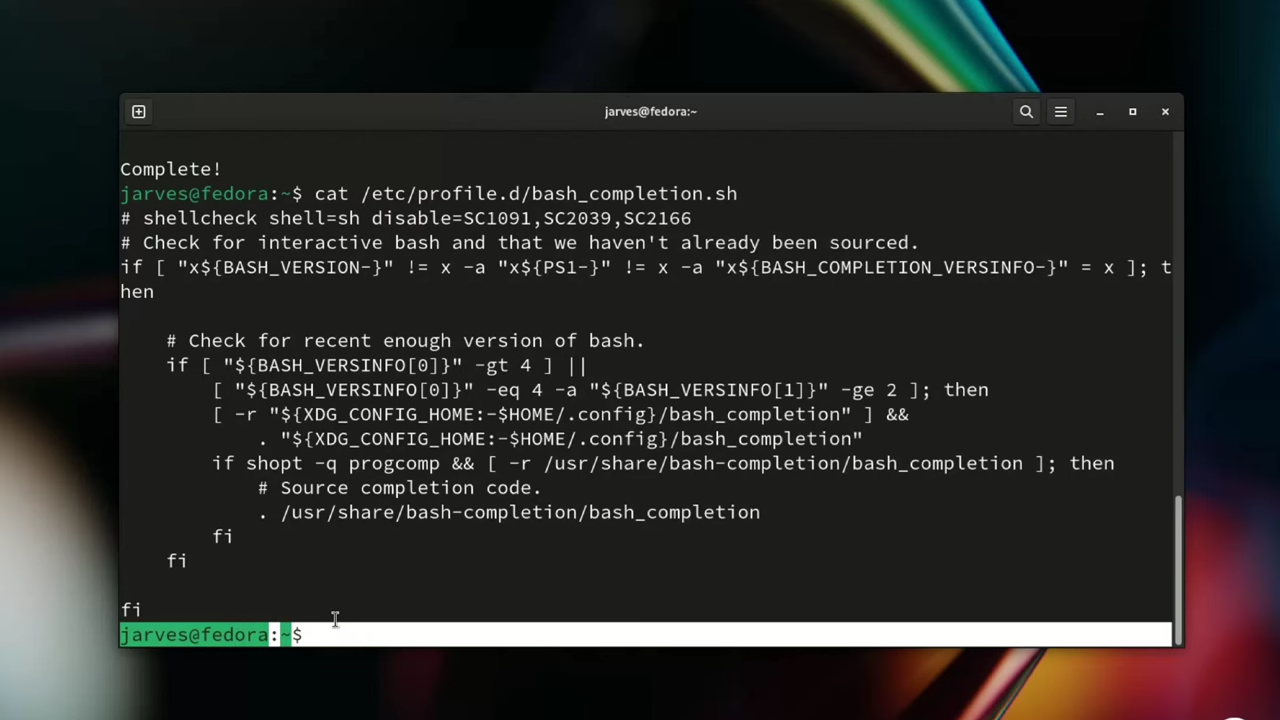 jarves@fedora:~
Complete!
jarves@fedora:~$ cat /etc/profile.d/bash_completion.sh
# shellcheck shell=sh disable=SC1091,SC2039,SC2166
# Check for interactive bash and that we haven't already been sourced.
if [ "x${BASH_VERSION-}" != x -a "x${PS1-}" != x -a "x${BASH_COMPLETION_VERSINFO-}" = x ]; t
hen
    # Check for recent enough version of bash.
    if [ "${BASH_VERSINFO[0]}" -gt 4 ] ||
        [ "${BASH_VERSINFO[0]}" -eq 4 -a "${BASH_VERSINFO[1]}" -ge 2 ]; then
        [ -r "${XDG_CONFIG_HOME:-$HOME/.config}/bash_completion" ] &&
            . "${XDG_CONFIG_HOME:-$HOME/.config}/bash_completion"
        if shopt -q progcomp && [ -r /usr/share/bash-completion/bash_completion ]; then
            # Source completion code.
            . /usr/share/bash-completion/bash_completion
        fi
    fi
fi
jarves@fedora:~$